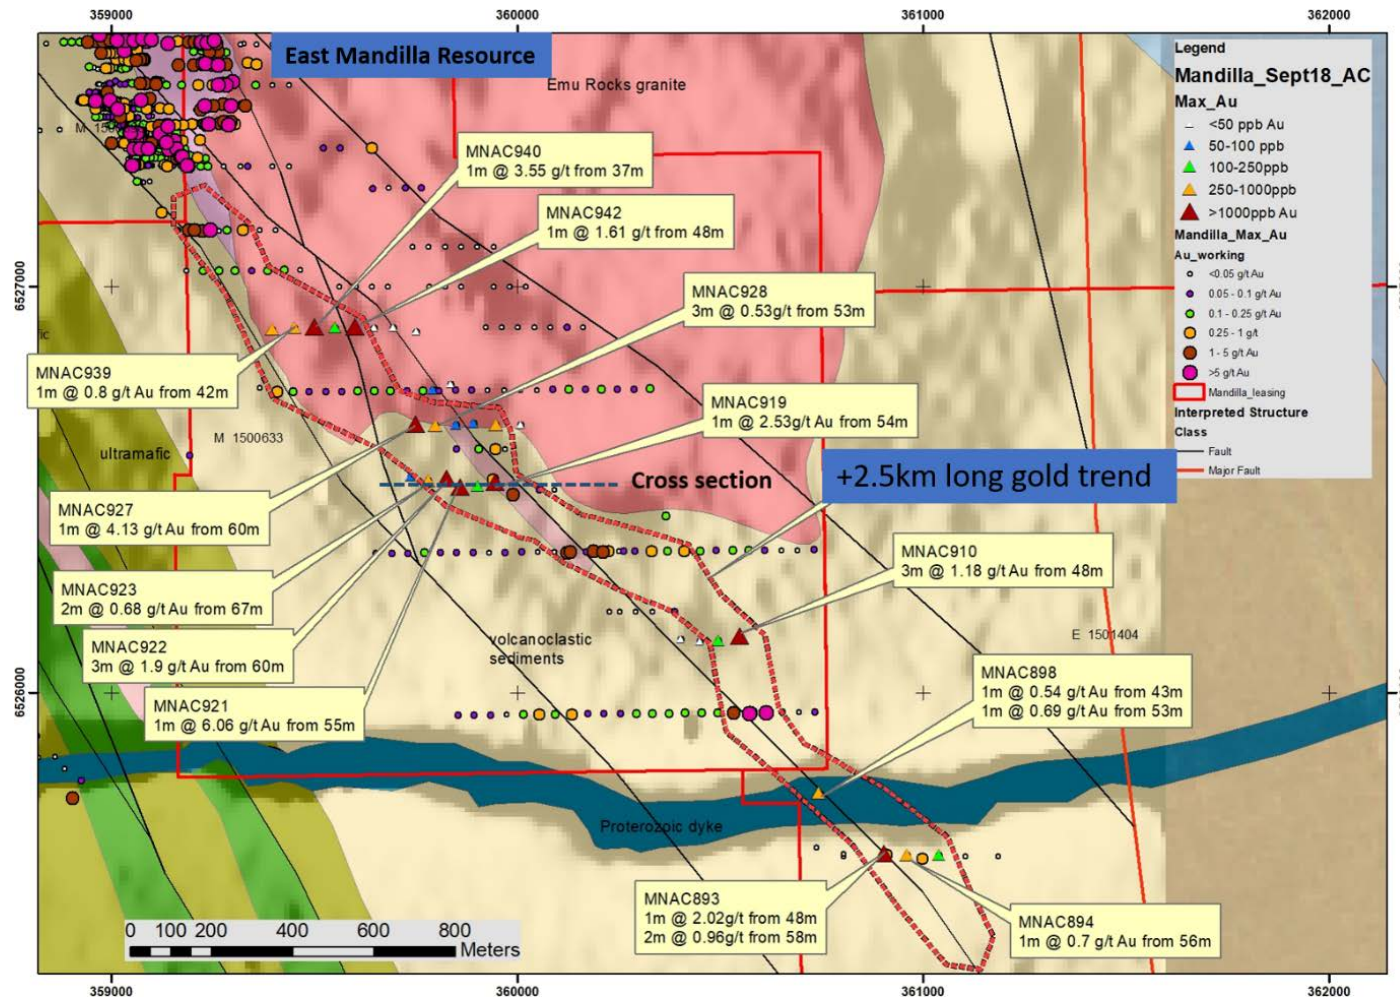 359000
360000
361000
362000
East Mandilla Resource
Emu Rocks granite
Legend
Mandilla_Sept18_AC
Max_Au
<50 ppb Au
50-100 ppb
100-250ppb
250-1000ppb
>1000ppb Au
Mandilla_Max_Au
Au_working
<0.05 g/t Au
0.05 - 0.1 g/t Au
0.1 - 0.25 g/t Au
0.25 - 1 g/t
1 - 5 g/t Au
>5 g/t Au
Mandilla_leasing
Interpreted Structure
Class
Fault
Major Fault
MNAC940
1m @ 3.55 g/t from 37m
MNAC942
1m @ 1.61 g/t from 48m
6527000
MNAC928
3m @ 0.53g/t from 53m
MNAC939
1m @ 0.8 g/t Au from 42m
MNAC919
1m @ 2.53g/t Au from 54m
M 1500633
ultramafic
Cross section
+2.5km long gold trend
MNAC927
1m @ 4.13 g/t Au from 60m
MNAC910
3m @ 1.18 g/t Au from 48m
MNAC923
2m @ 0.68 g/t Au from 67m
MNAC922
3m @ 1.9 g/t Au from 60m
volcanoclastic
sediments
E 1501404
MNAC898
1m @ 0.54 g/t Au from 43m
1m @ 0.69 g/t Au from 53m
6526000
MNAC921
1m @ 6.06 g/t Au from 55m
Proterozoic dyke
MNAC893
1m @ 2.02g/t from 48m
2m @ 0.96g/t from 58m
MNAC894
1m @ 0.7 g/t Au from 56m
0 100 200 400 600 800
Meters
359000
360000
361000
362000